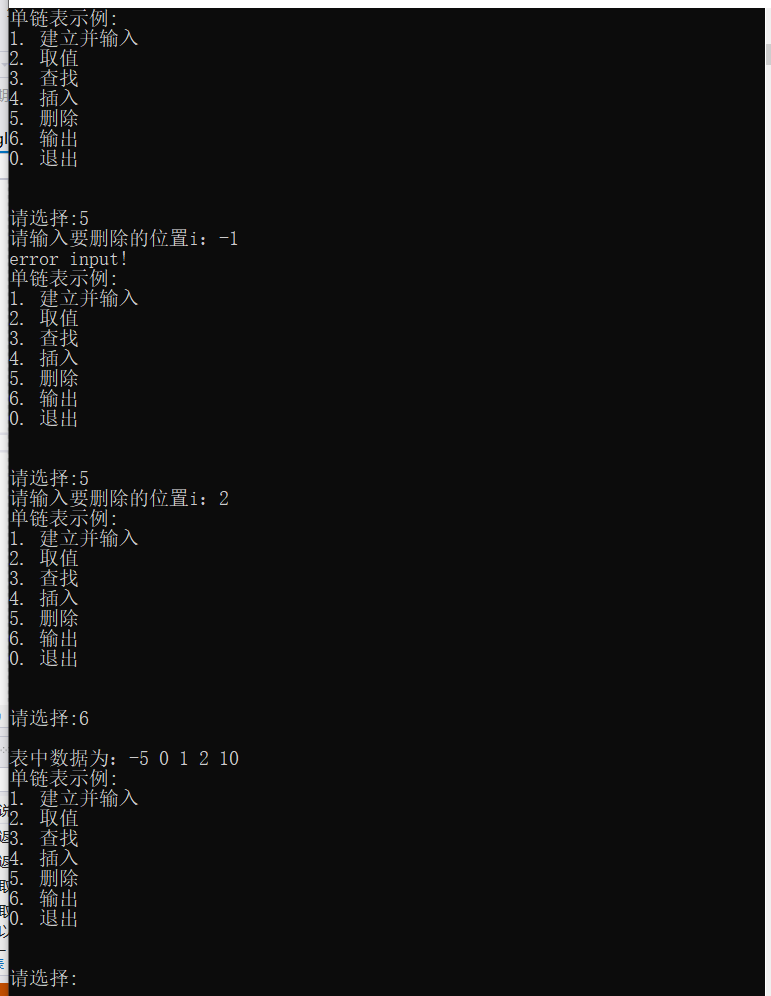 单链表示例:
1. 建立并输入
2. 取值
3. 查找
4. 插入
5. 删除
6. 输出
0. 退出
请选择:5
请输入要删除的位置i：-1
error input!
单链表示例:
1. 建立并输入
2. 取值
3. 查找
4. 插入
5. 删除
6. 输出
0. 退出
请选择:5
请输入要删除的位置i：2
单链表示例:
1. 建立并输入
2. 取值
3. 查找
4. 插入
5. 删除
6. 输出
0. 退出
请选择:6
表中数据为：-5 0 1 2 10
单链表示例:
1. 建立并输入
2. 取值
3. 查找
4. 插入
5. 删除
6. 输出
0. 退出
请选择: